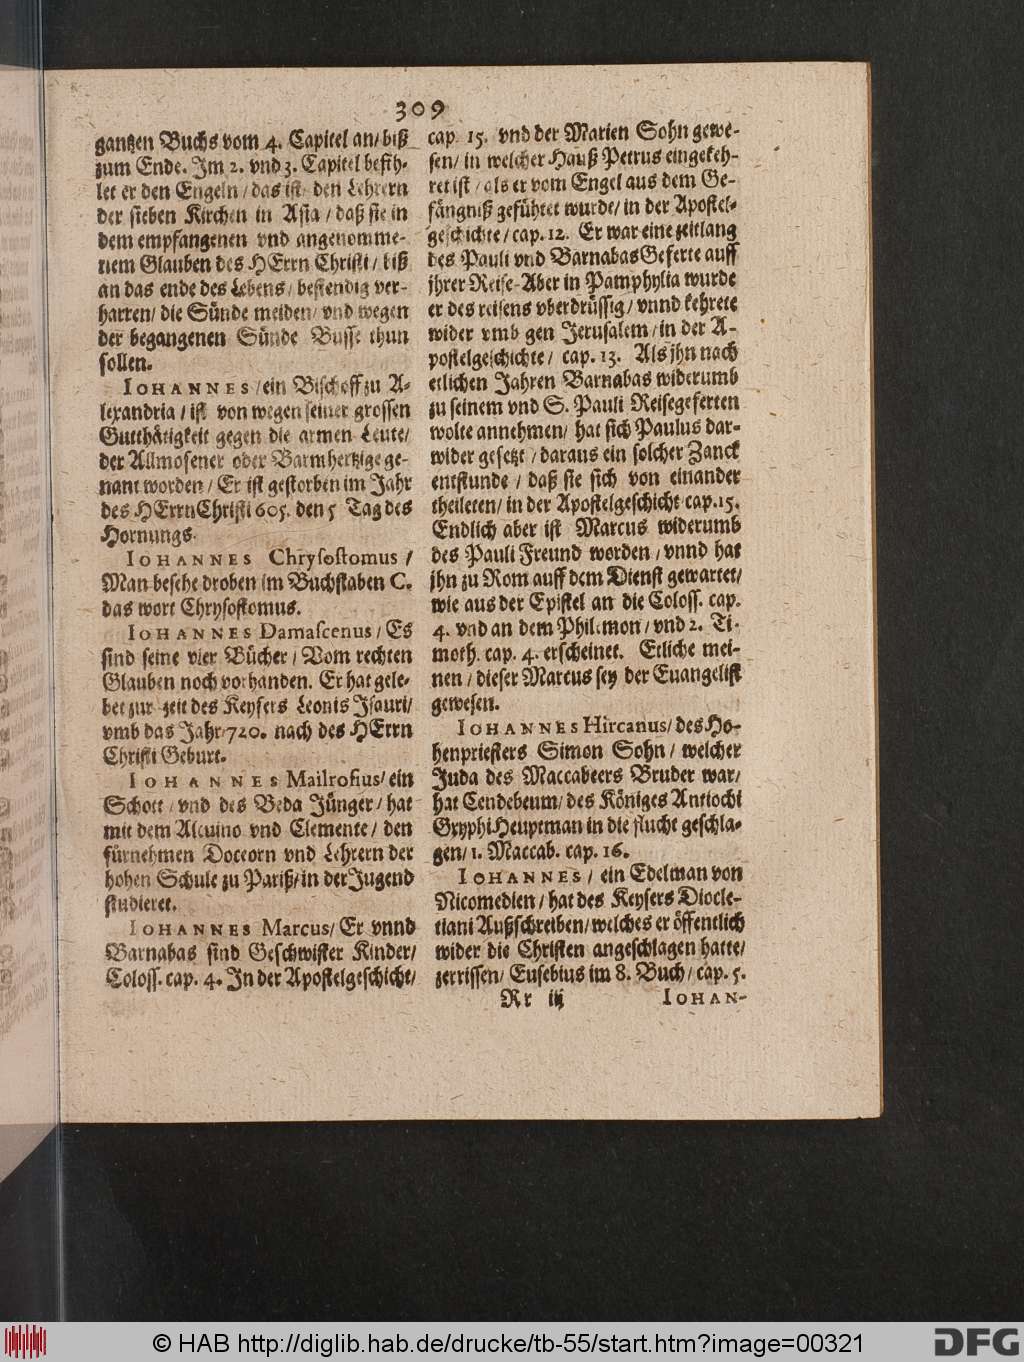 309
gantzen Buchs vom 4. Capitel an/ biß
zum Ende. Im 2. vnd 3. Capitel befih-
let er den Engeln / das ist/ den Lehrern
der sieben Kirchen in Asia / daß sie in
dem empfangenen vnd angenomme-
nem Glauben des HErrn Christi / biß
an das ende des Lebens / bestendig ver-
harren/ die Sünde meiden/ vnd wegen
der begangenen Sünde Busse thun
sollen.
IOHANNES /ein Bischoff zu A-
lexandria / ist von wegen seiner grossen
Gutthätigkeit gegen die armen Leute/
der Allmosener oder Barmhertzige ge-
nant worden / Er ist gestorben im Jahr
des HErrn Christi 605. den 5 Tag des
Hornungs.
IOHANNES Chrysostomus /
Man besehe droben im Buchstaben C.
das wort Chrysostomus.
IOHANNES Damascenus / Es
sind seine vier Bücher / Vom rechten
Glauben noch vorhanden. Er hat gele-
bet zur zeit des Keysers Leonis Isauri/
vmb das Jahr/ 720. nach des HErrn
Christi Geburt.
IOHANNES Mailrosius/ ein
Schott / vnd des Beda Jünger / hat
mit dem Alcuino vnd Clemente / den
fürnehmen Doctorn vnd Lehrern der
hohen Schule zu Pariß/ in der Jugend
studieret.
IOHANNES Marcus/ Er vnnd
Barnabas sind Geschwister Kinder/
Coloss. cap. 4. In der Apostelgeschicht/
cap. 15. vnd der Marien Sohn gewe-
sen/ in welcher Hauß Petrus eingekeh-
ret ist / als er vom Engel aus dem Ge-
fängniß geführet wurde/ in der Apostel-
geschichte / cap. 12. Er war eine zeitlang
des Pauli vnd Barnabas Geferte auff
jhrer Reise- Aber in Pamphylia wurde
er des reisens vberdrüssig / vnnd kehrete
wider vmb gen Jerusalem / in der A-
postelgeschichte / cap. 13. Als jhn nach
etlichen Jahren Barnabas widerumb
zu seinem vnd S. Pauli Reisegeferten
wolte annehmen/ hat sich Paulus dar-
wider gesetzt / daraus ein solcher Zanck
entstunde / daß sie sich von einander
theileten/ in der Apostelgeschicht cap. 15.
Endlich aber ist Marcus widerumb
des Pauli Freund worden / vnnd hat
jhn zu Rom auff dem Dienst gewartet/
wie aus der Epistel an die Coloss. cap.
4. vnd an dem Philemon / vnd 2. Ti-
moth. cap. 4. erscheinet. Etliche mei-
nen / dieser Marcus sey der Euangelist
gewesen.
IOHANNES Hircanus/ des Ho-
henpriesters Simon Sohn / welcher
Juda des Maccabeers Bruder war/
hat Cendebeum/ des Königes Antiochi
Gryphi Heuptman in die flucht geschla-
gen/ 1. Maccab. cap. 16.
IOHANNES / ein Edelman von
Nicomedien / hat des Keysers Diocle-
tiani Außschreiben/ welches er öffentlich
wider die Christen angeschlagen hatte/
zerrissen/ Eusebius im 8. Buch/ cap. 5.
Rr iij IOHAN-
© HAB http://diglib.hab.de/drucke/tb-55/start.htm?image=00321
DFG